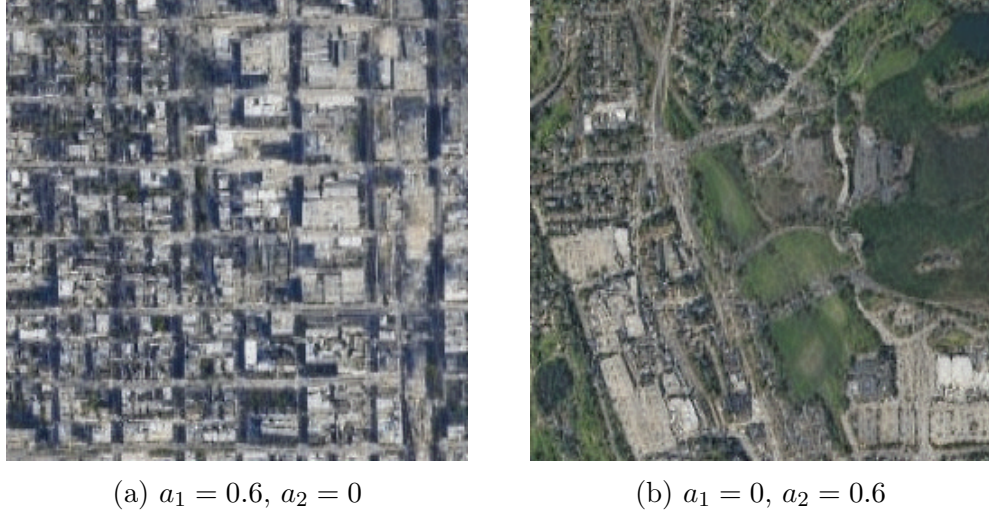 (a) a₁ = 0.6, a₂ = 0
(b) a₁ = 0, a₂ = 0.6